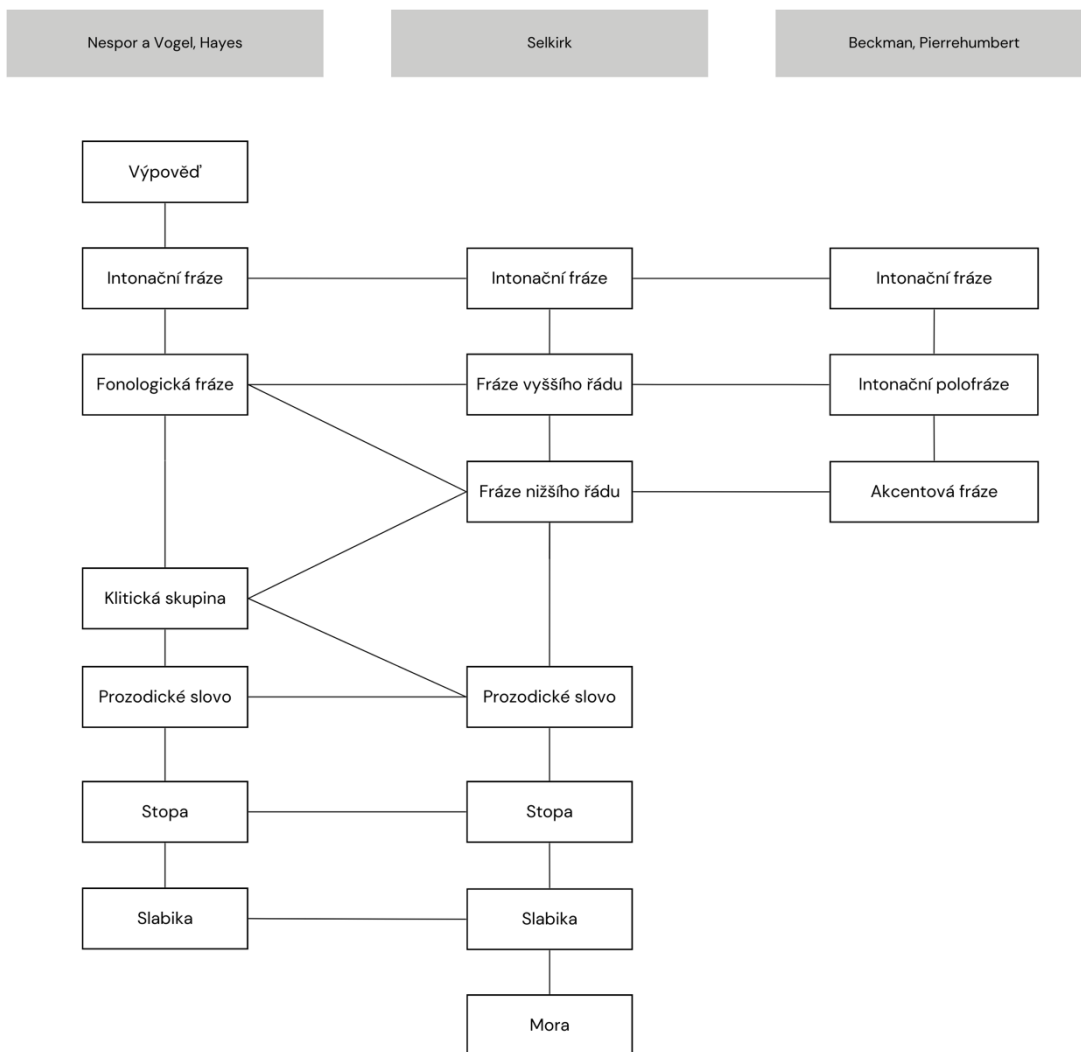 Nespor a Vogel, Hayes
Selkirk
Beckman, Pierrehumbert
Výpověď
Intonační fráze
Intonační fráze
Intonační fráze
Fonologická fráze
Fráze vyššího řádu
Intonační polofráze
Fráze nižšího řádu
Akcentová fráze
Klitická skupina
Prozodické slovo
Prozodické slovo
Stopa
Stopa
Slabika
Slabika
Mora